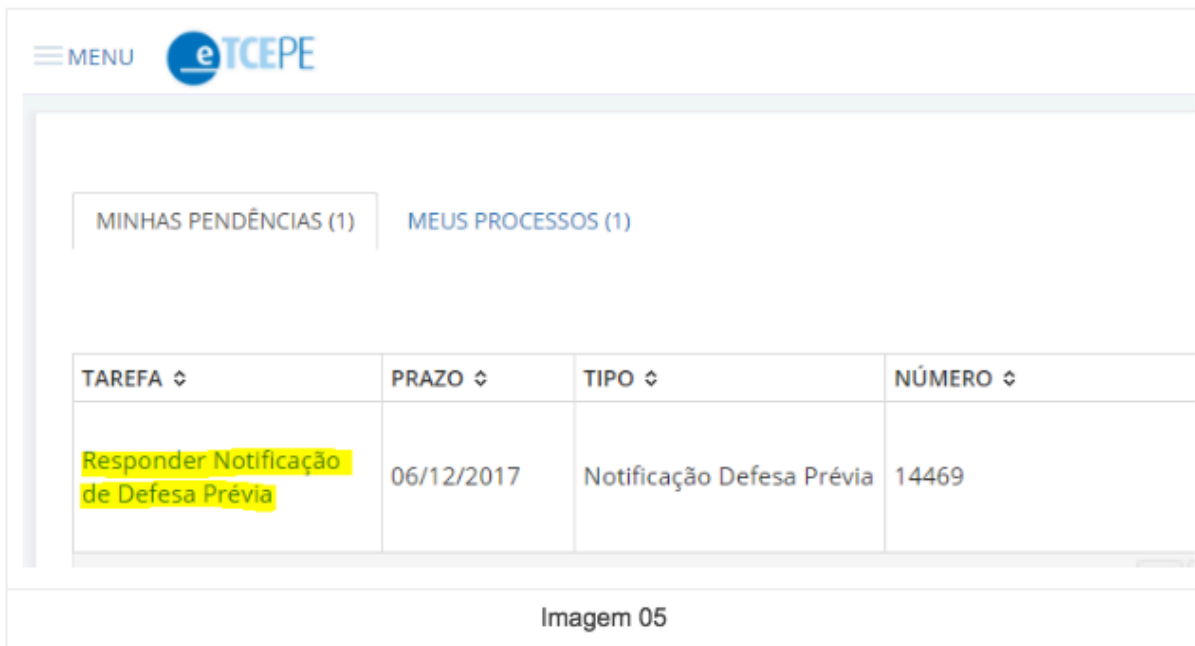 MENU e TCEPE
MINHAS PENDÊNCIAS (1) MEUS PROCESSOS (1)
TAREFA PRAZO TIPO NÚMERO
Responder Notificação
de Defesa Prévia
06/12/2017 Notificação Defesa Prévia 14469
Imagem 05